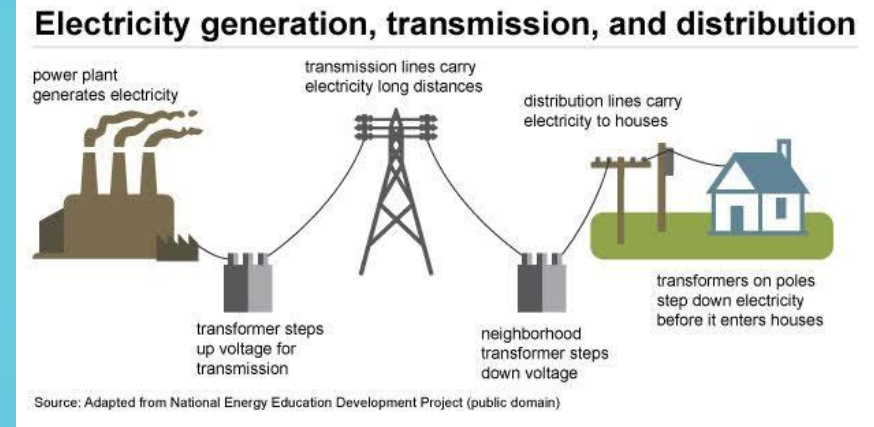 Electricity generation, transmission, and distribution
power plant
generates electricity
transmission lines carry
electricity long distances
distribution lines carry
electricity to houses
transformer steps
up voltage for
transmission
neighborhood
transformer steps
down voltage
transformers on poles
step down electricity
before it enters houses
Source: Adapted from National Energy Education Development Project (public domain)